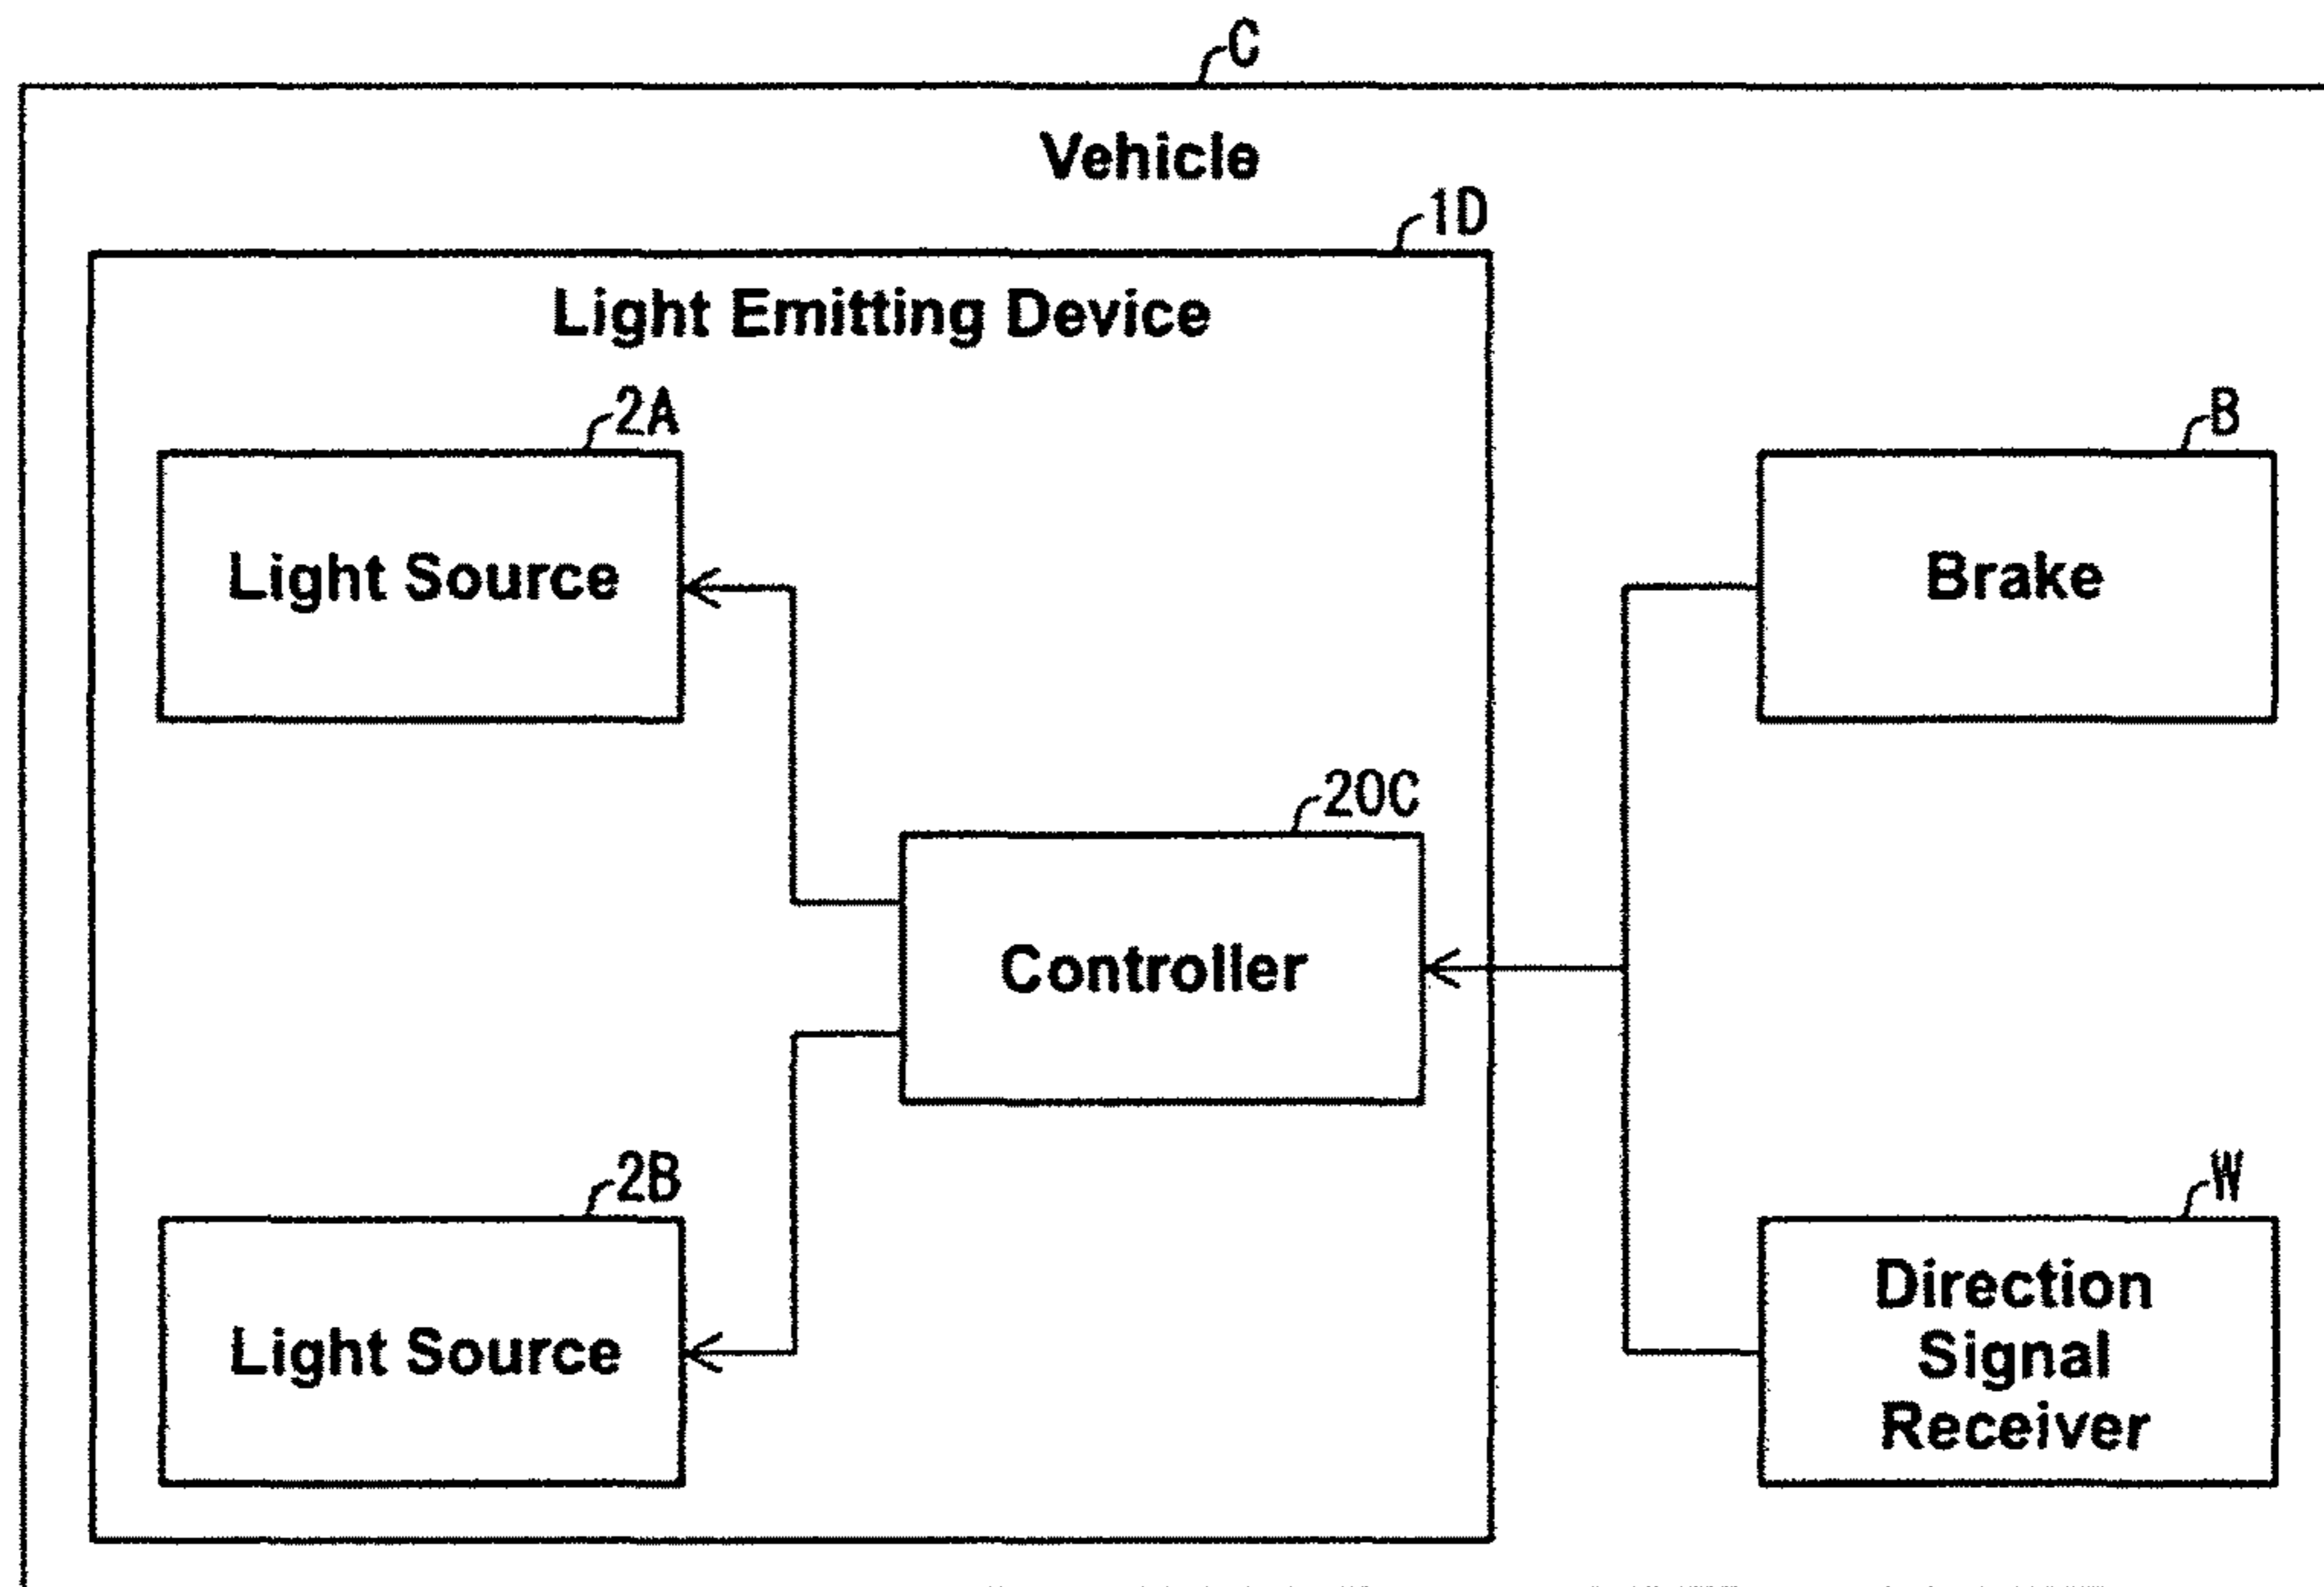 C
Vehicle
1D
Light Emitting Device
2A
Light Source
B
Brake
20C
Controller
2B
Light Source
W
Direction
Signal
Receiver